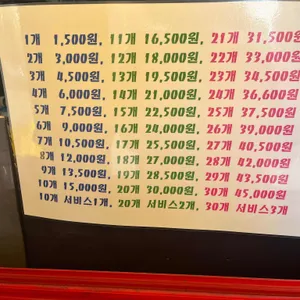 1개 1,500원, 11개 16,500원, 21개 31,500원
2개 3,000원, 12개 18,000원, 22개 33,000원
3개 4,500원, 13개 19,500원, 23개 34,500원
4개 6,000원, 14개 21,000원, 24개 36,600원
5개 7,500원, 15개 22,500원, 25개 37,500원
6개 9,000원, 16개 24,000원, 26개 39,000원
7개 10,500원, 17개 25,500원, 27개 40,500원
8개 12,000원, 18개 27,000원, 28개 42,000원
9개 13,500원, 19개 28,500원, 29개 43,500원
10개 15,000원, 20개 30,000원, 30개 45,000원
10개 서비스1개, 20개 서비스2개, 30개 서비스3개